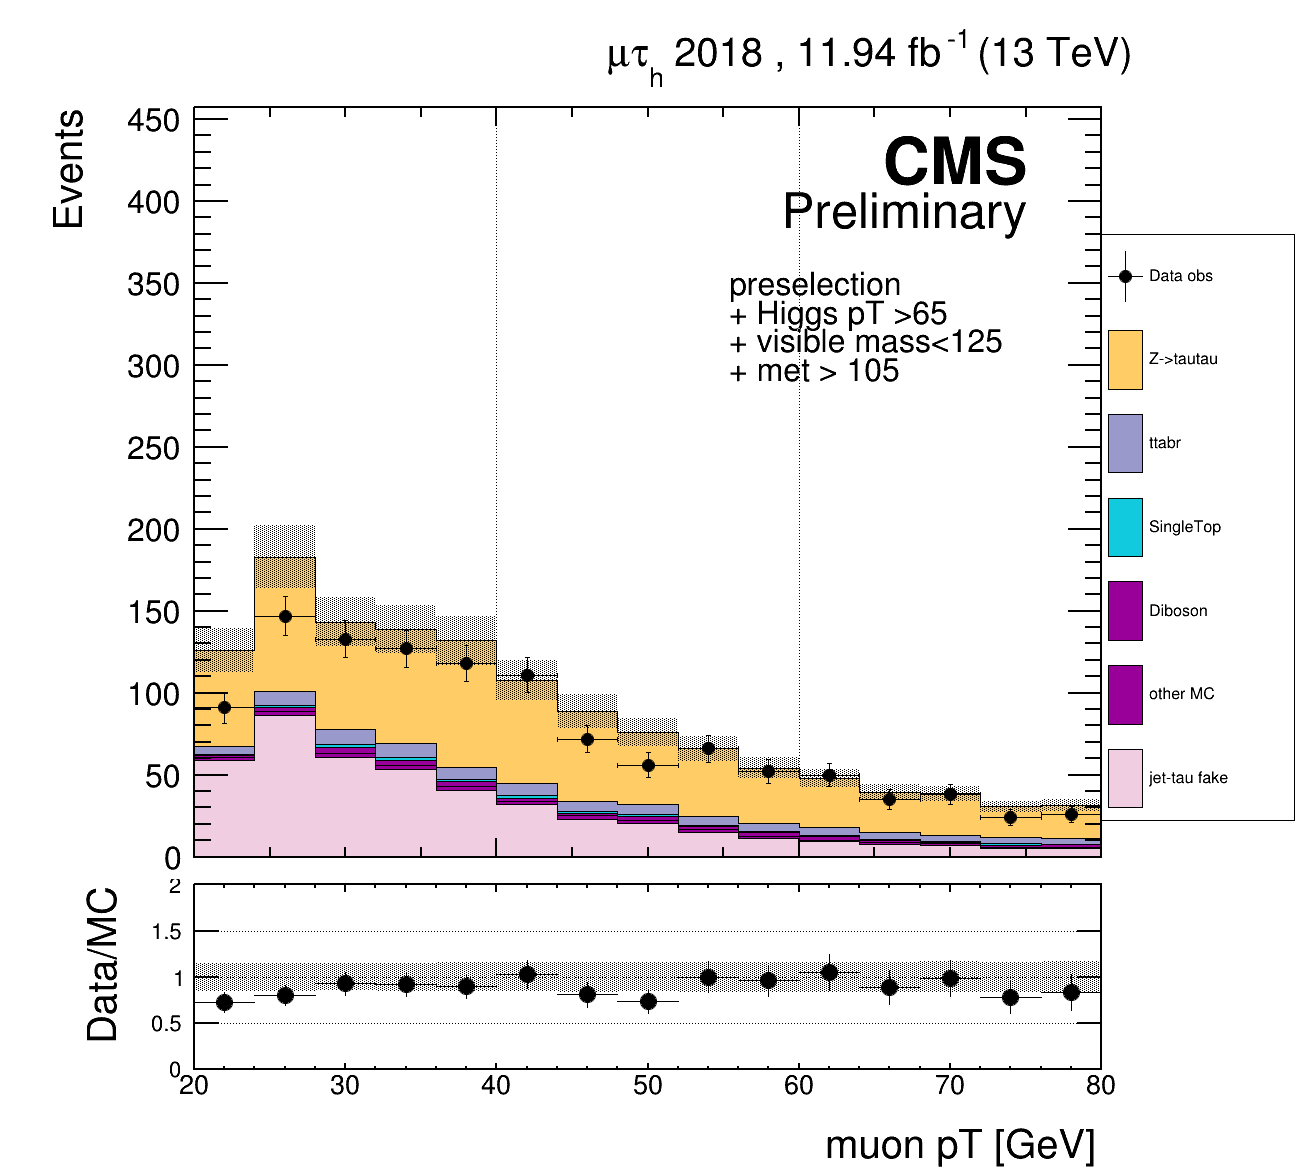 μτh 2018 , 11.94 fb-1 (13 TeV)
Events
450
400
350
300
250
200
150
100
50
0
CMS
Preliminary
preselection
+ Higgs pT >65
+ visible mass<125
+ met > 105
Data obs
Z->tautau
ttabr
SingleTop
Diboson
other MC
jet-tau fake
Data/MC
2
1.5
1
0.5
0
20 30 40 50 60 70 80
muon pT [GeV]